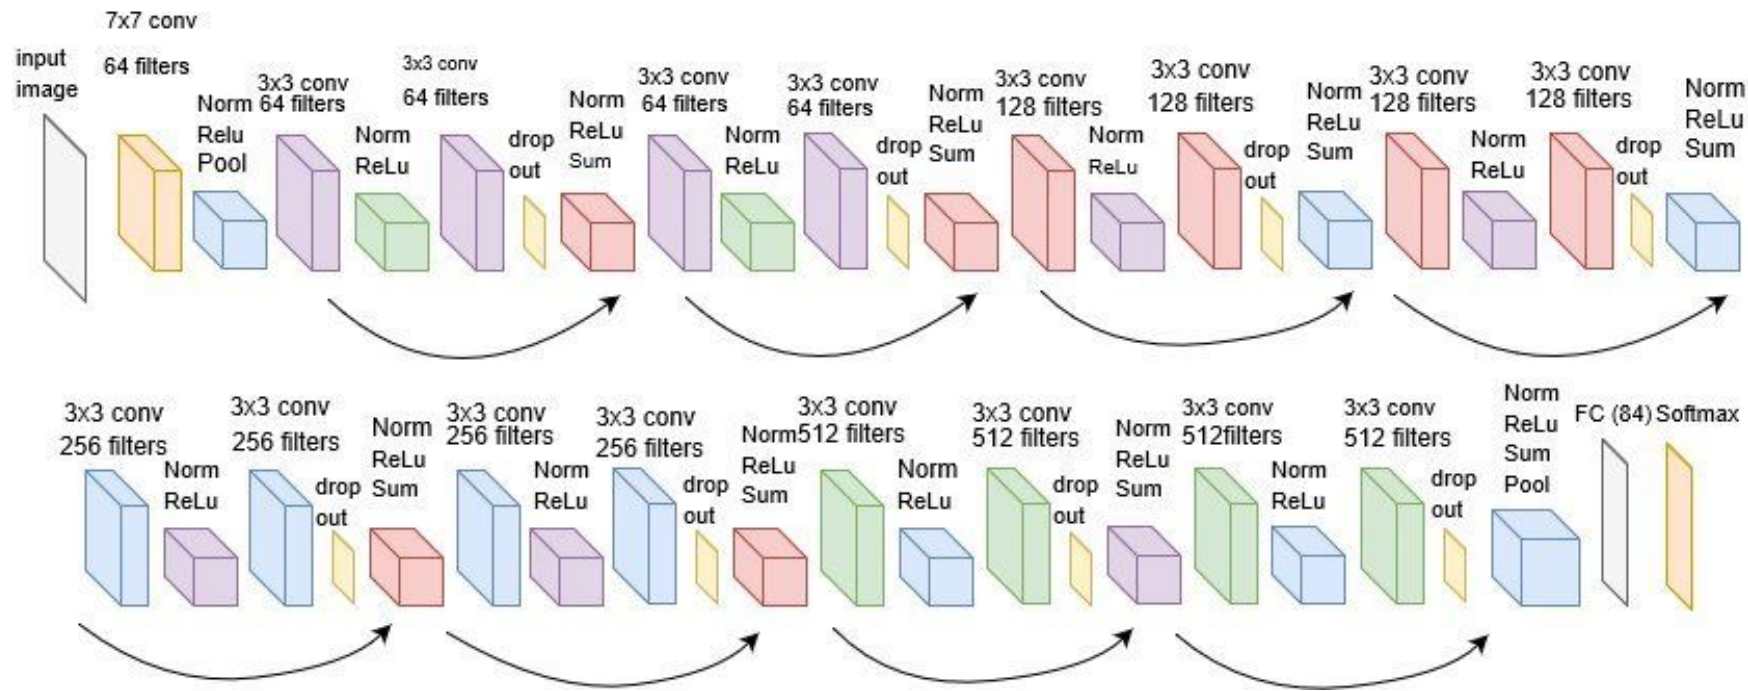 7x7 conv
64 filters
input
image
Norm
Relu
Pool
3x3 conv
64 filters
Norm
ReLu
3x3 conv
64 filters
drop
out
Norm
ReLu
Sum
3x3 conv
64 filters
Norm
ReLu
3x3 conv
64 filters
drop
out
Norm
ReLu
Sum
3x3 conv
128 filters
Norm
ReLu
3x3 conv
128 filters
drop
out
Norm
ReLu
Sum
3x3 conv
128 filters
Norm
ReLu
3x3 conv
128 filters
drop
out
Norm
ReLu
Sum
3x3 conv
256 filters
Norm
ReLu
3x3 conv
256 filters
drop
out
Norm
ReLu
Sum
3x3 conv
256 filters
Norm
ReLu
3x3 conv
256 filters
drop
out
Norm
ReLu
Sum
3x3 conv
512 filters
Norm
ReLu
3x3 conv
512 filters
drop
out
Norm
ReLu
Sum
3x3 conv
512filters
Norm
ReLu
3x3 conv
512 filters
drop
out
Norm
ReLu
Sum
Pool
FC (84)
Softmax